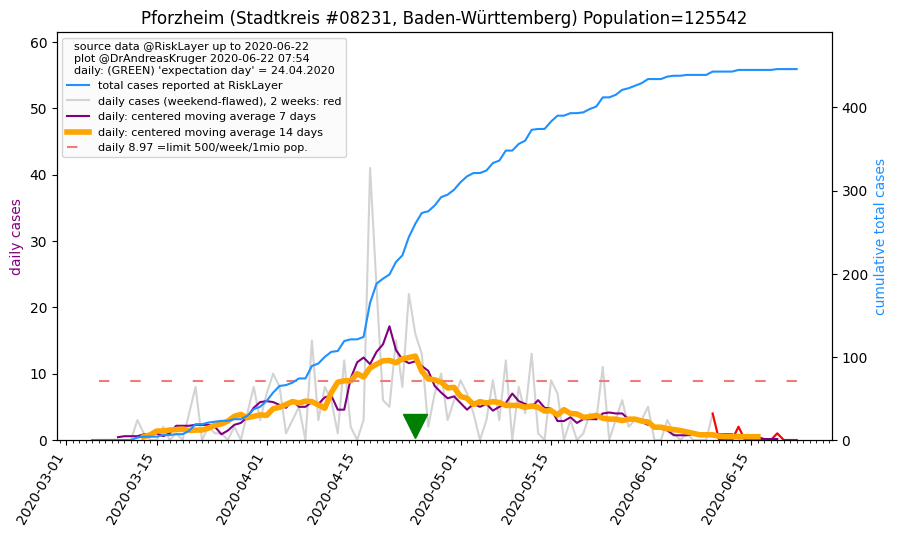 Pforzheim (Stadtkreis #08231, Baden-Württemberg) Population=125542
source data @RiskLayer up to 2020-06-22
plot @DrAndreasKruger 2020-06-22 07:54
daily: (GREEN) 'expectation day' = 24.04.2020
total cases reported at RiskLayer
daily cases (weekend-flawed), 2 weeks: red
daily: centered moving average 7 days
daily: centered moving average 14 days
daily 8.97 =limit 500/week/1mio pop.
daily cases
60
50
40
30
20
10
0
400
300
200
100
0
cumulative total cases
2020-03-01
2020-03-15
2020-04-01
2020-04-15
2020-05-01
2020-05-15
2020-06-01
2020-06-15